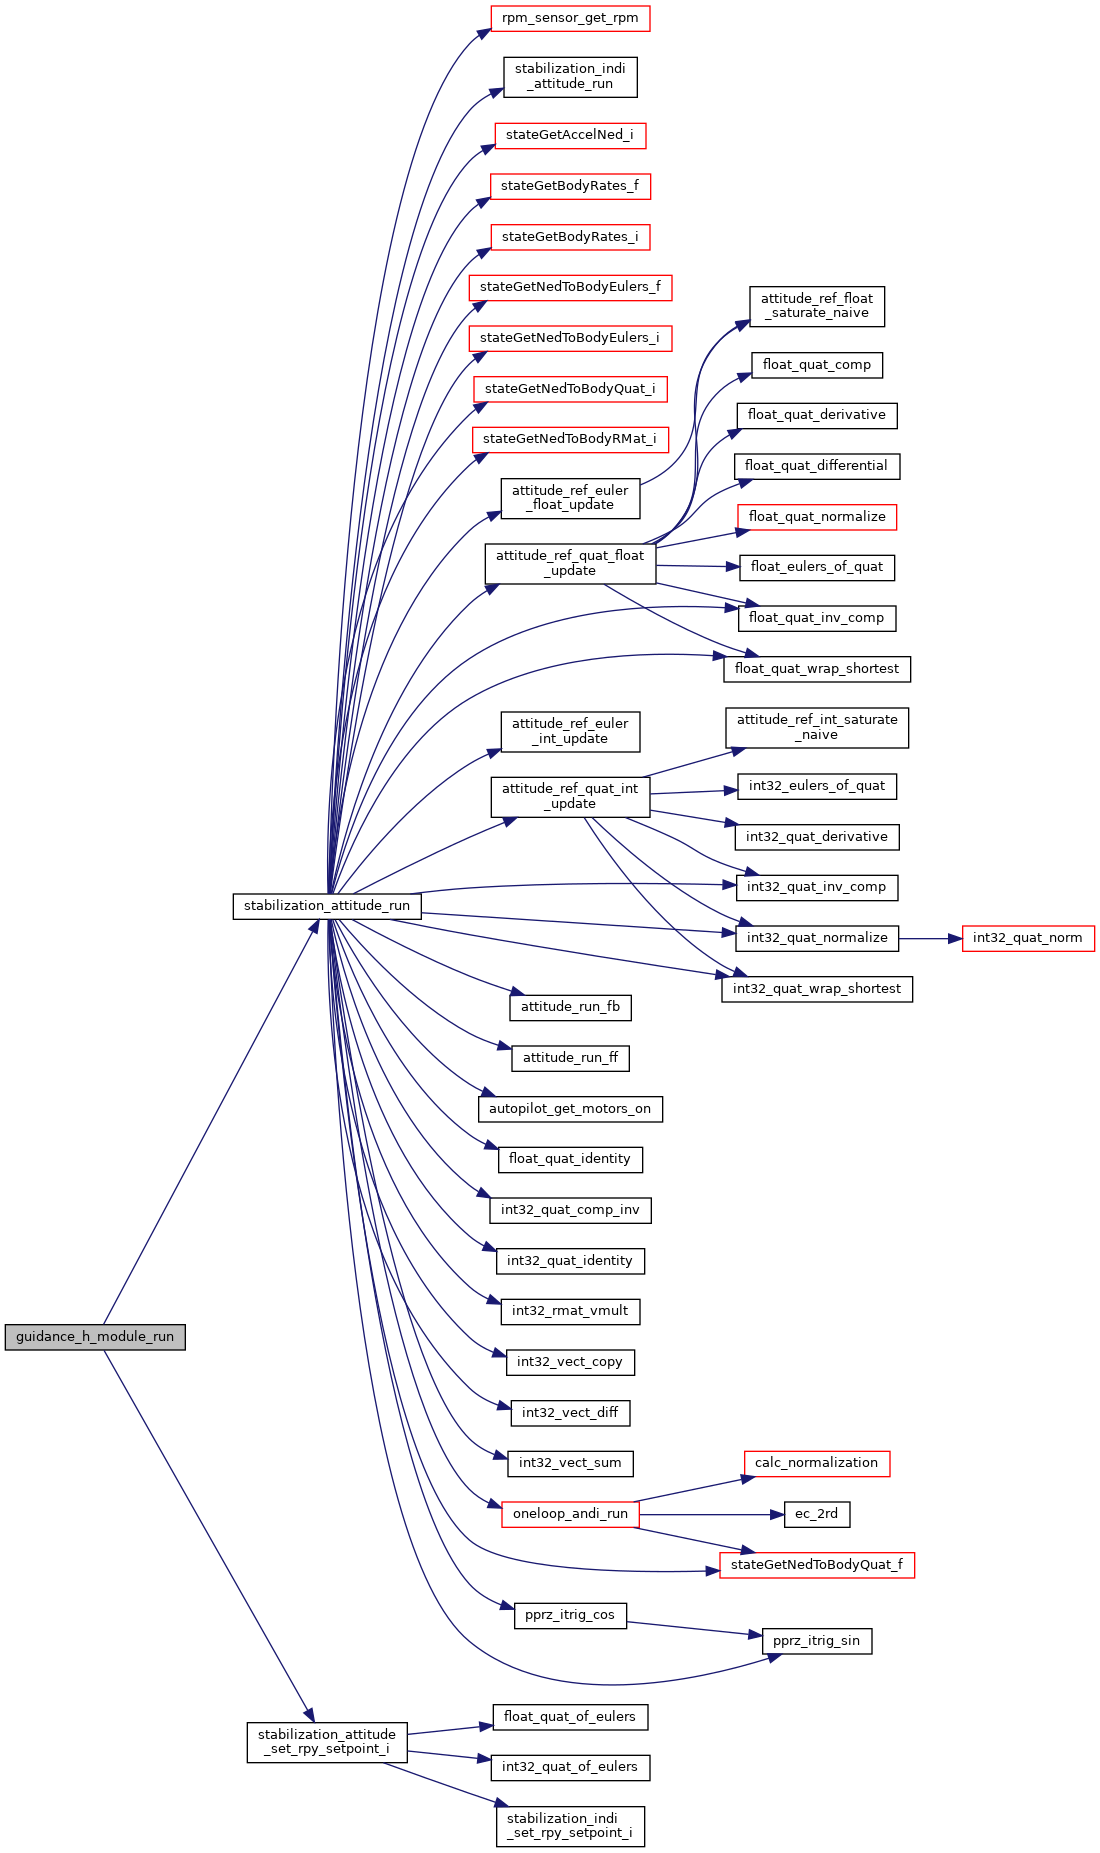 rpm_sensor_get_rpm
stabilization_indi
_attitude_run
stateGetAccelNed_i
stateGetBodyRates_f
stateGetBodyRates_i
stateGetNedToBodyEulers_f
stateGetNedToBodyEulers_i
stateGetNedToBodyQuat_i
stateGetNedToBodyRMat_i
attitude_ref_euler
_float_update
attitude_ref_quat_float
_update
attitude_ref_float
_saturate_naive
float_quat_comp
float_quat_derivative
float_quat_differential
float_quat_normalize
float_eulers_of_quat
float_quat_inv_comp
float_quat_wrap_shortest
attitude_ref_euler
_int_update
attitude_ref_quat_int
_update
attitude_ref_int_saturate
_naive
int32_eulers_of_quat
int32_quat_derivative
int32_quat_inv_comp
int32_quat_normalize
int32_quat_norm
int32_quat_wrap_shortest
stabilization_attitude_run
attitude_run_fb
attitude_run_ff
autopilot_get_motors_on
float_quat_identity
int32_quat_comp_inv
int32_quat_identity
int32_rmat_vmult
guidance_h_module_run
int32_vect_copy
int32_vect_diff
int32_vect_sum
oneloop_andi_run
calc_normalization
ec_2rd
stateGetNedToBodyQuat_f
pprz_itrig_cos
pprz_itrig_sin
stabilization_attitude
_set_rpy_setpoint_i
float_quat_of_eulers
int32_quat_of_eulers
stabilization_indi
_set_rpy_setpoint_i